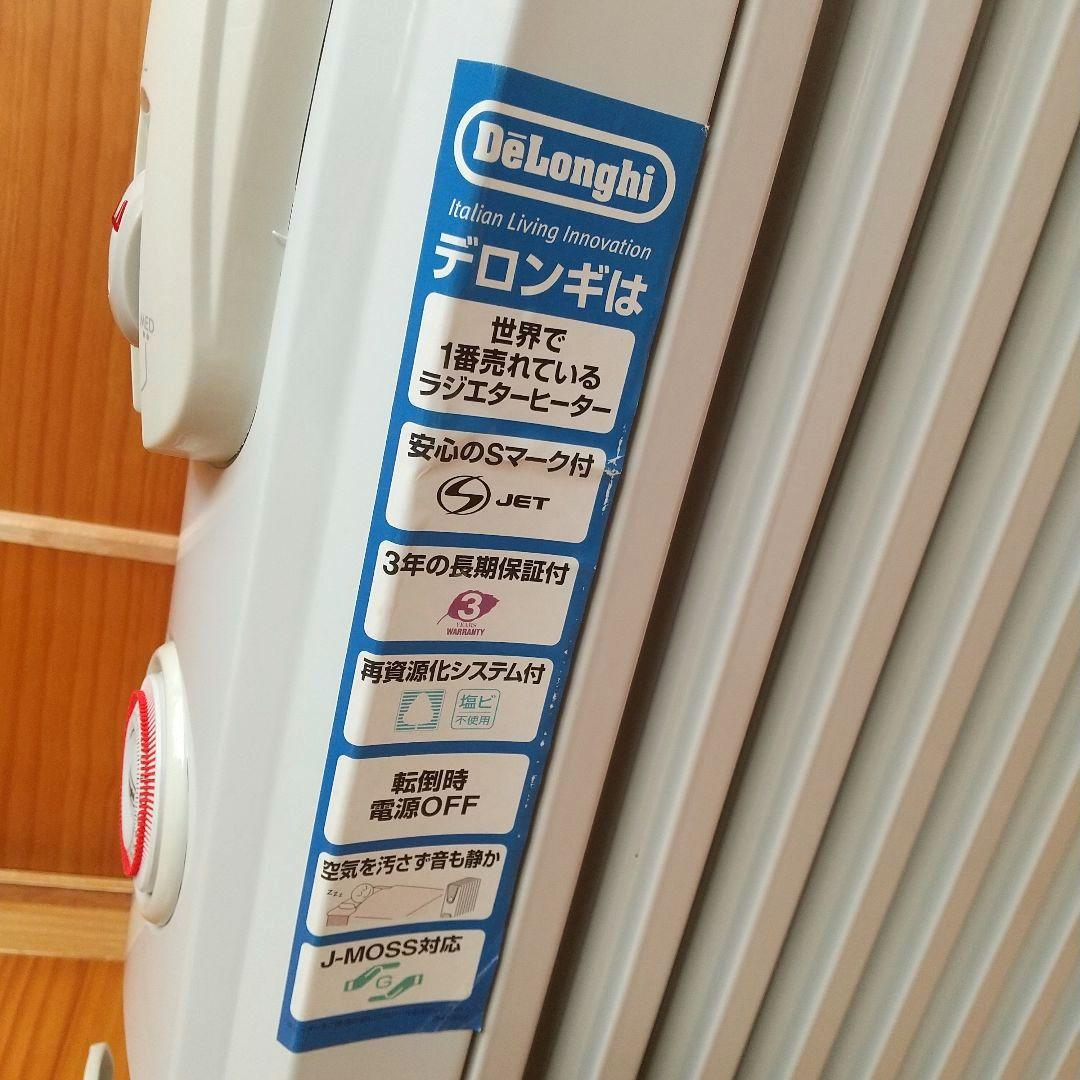 DēLonghi
Italian Living Innovation
デロンギは
世界で
1番売れている
ラジエターヒーター
安心のSマーク付
S JET
3年の長期保証付
3
YEARS
WARRANTY
再資源化システム付
塩ビ
不使用
転倒時
電源OFF
空気を汚さず音も静か
zzz
J-MOSS対応
G
MED